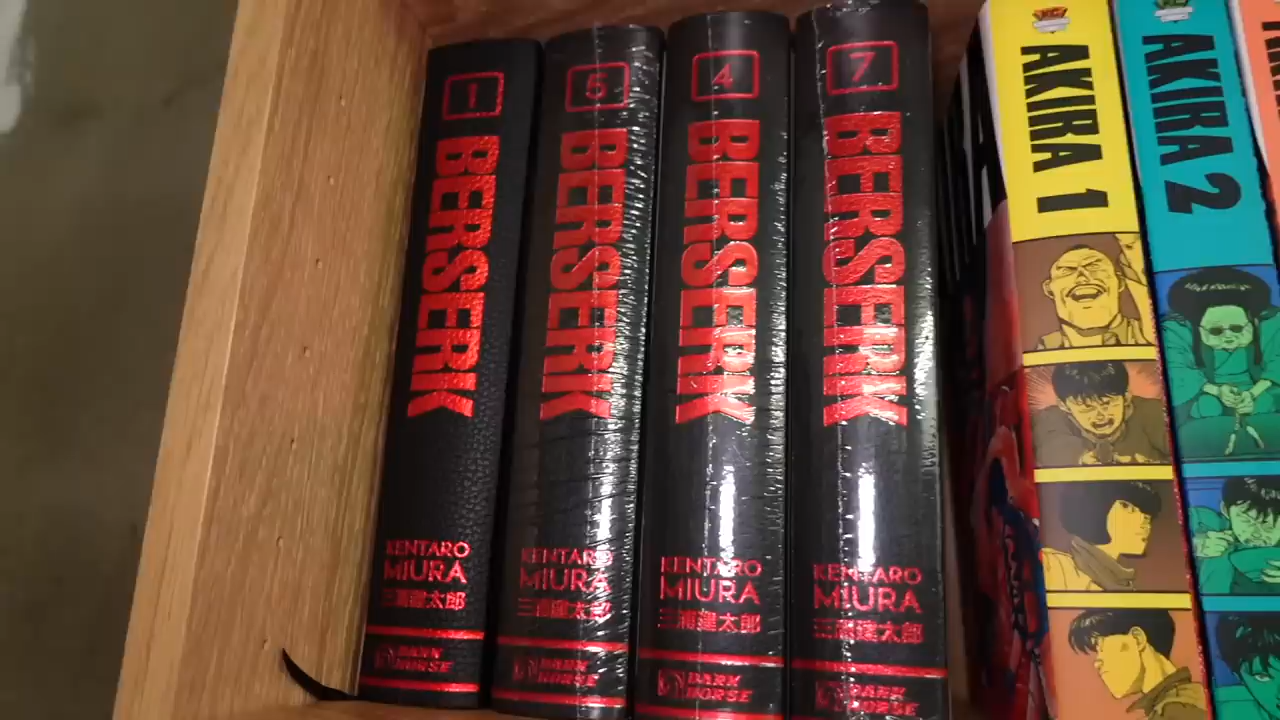 1
BERSERK
KENTARO
MIURA
三浦建太郎
DARK
HORSE
6
BERSERK
KENTARO
MIURA
三浦建太郎
DARK
HORSE
4
BERSERK
KENTARO
MIURA
三浦建太郎
DARK
HORSE
7
BERSERK
KENTARO
MIURA
三浦建太郎
DARK
HORSE
AKIRA 1
AKIRA 2